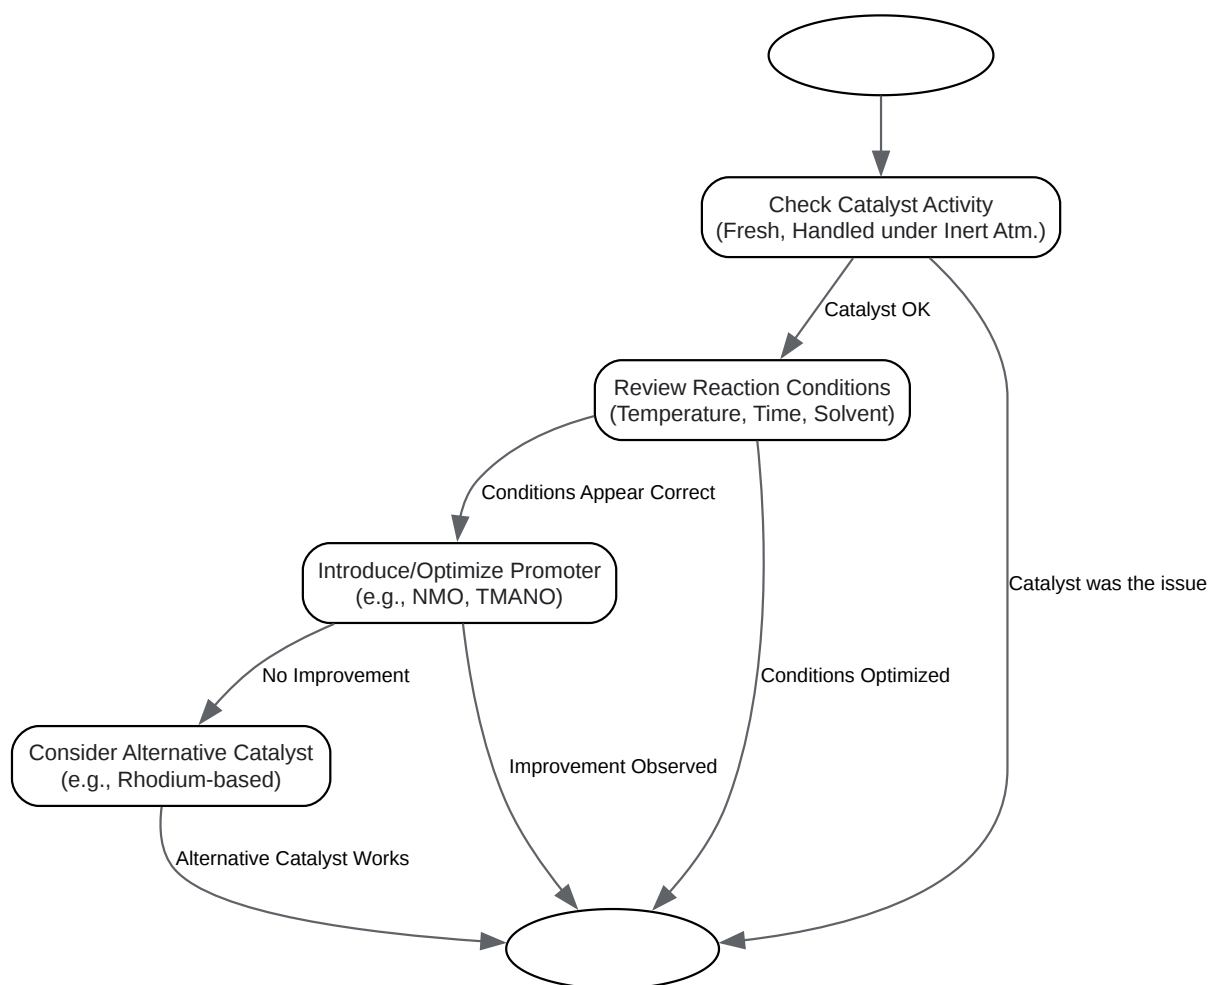 Check Catalyst Activity
(Fresh, Handled under Inert Atm.)
Catalyst OK
Review Reaction Conditions
(Temperature, Time, Solvent)
Conditions Appear Correct
Introduce/Optimize Promoter
(e.g., NMO, TMANO)
Catalyst was the issue
No Improvement
Conditions Optimized
Consider Alternative Catalyst
(e.g., Rhodium-based)
Improvement Observed
Alternative Catalyst Works